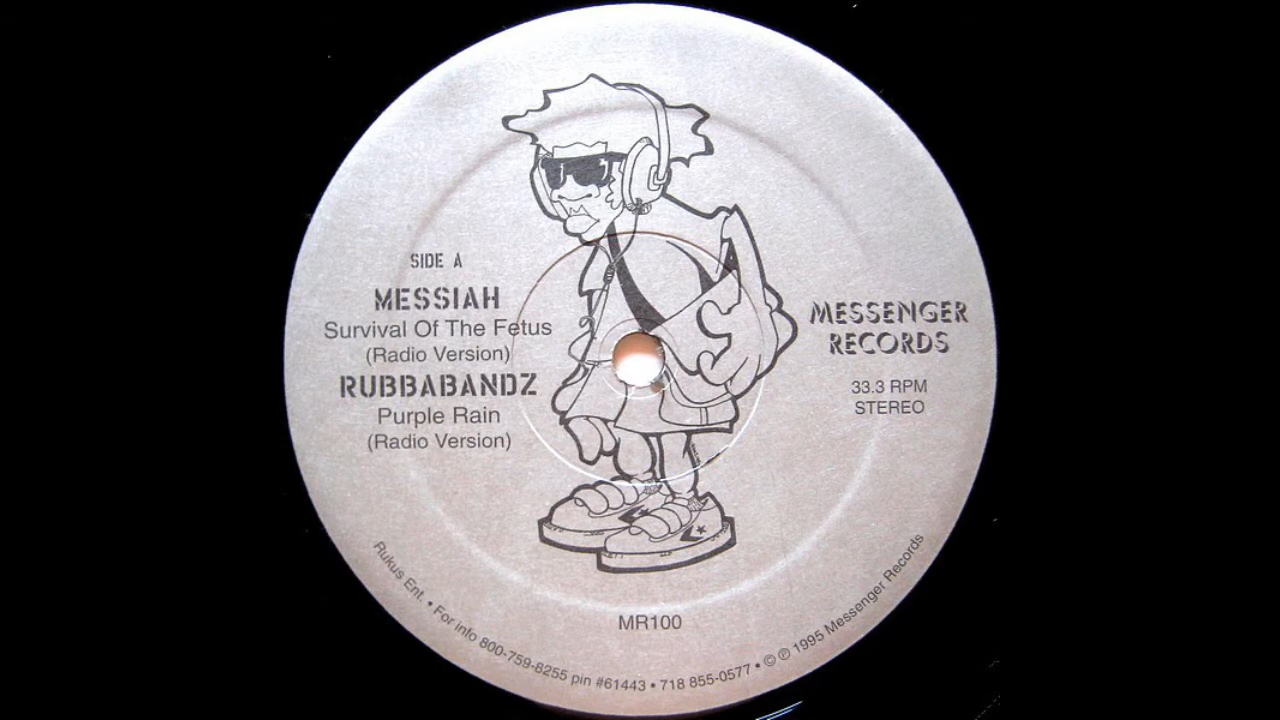 SIDE A
MESSIAH
Survival Of The Fetus
(Radio Version)
RUBBABANDZ
Purple Rain
(Radio Version)
MESSENGER
RECORDS
33.3 RPM
STEREO
MR100
Rukus Ent. • For info 800-759-8255 pin #61443 • 718 855-0577 • © ℗ 1995 Messenger Records